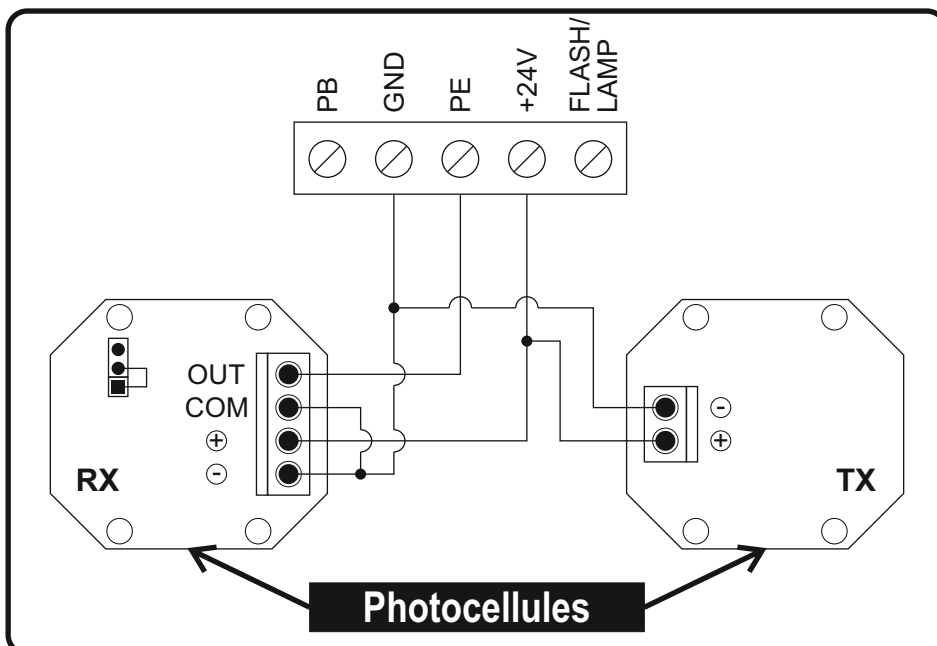 PB
GND
PE
+24V
FLASH/
LAMP
OUT
COM
+
-
RX
-
+
TX
Photocellules